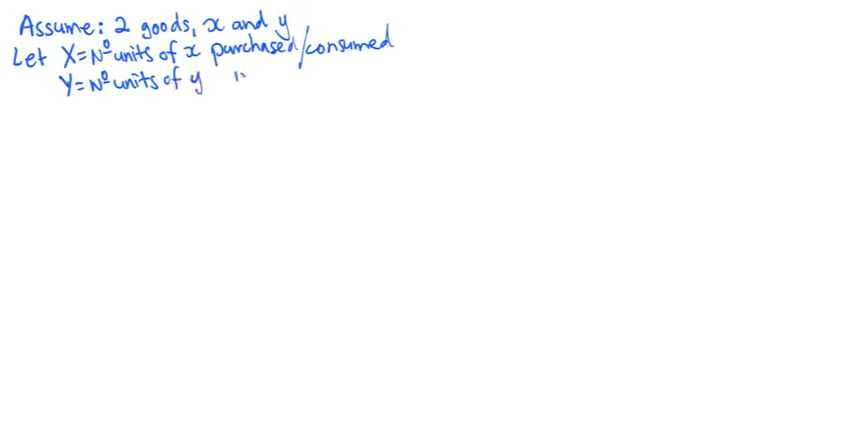 Assume: 2 goods, x and y
Let X = Nº units of x purchased/consumed
Y = Nº units of y "